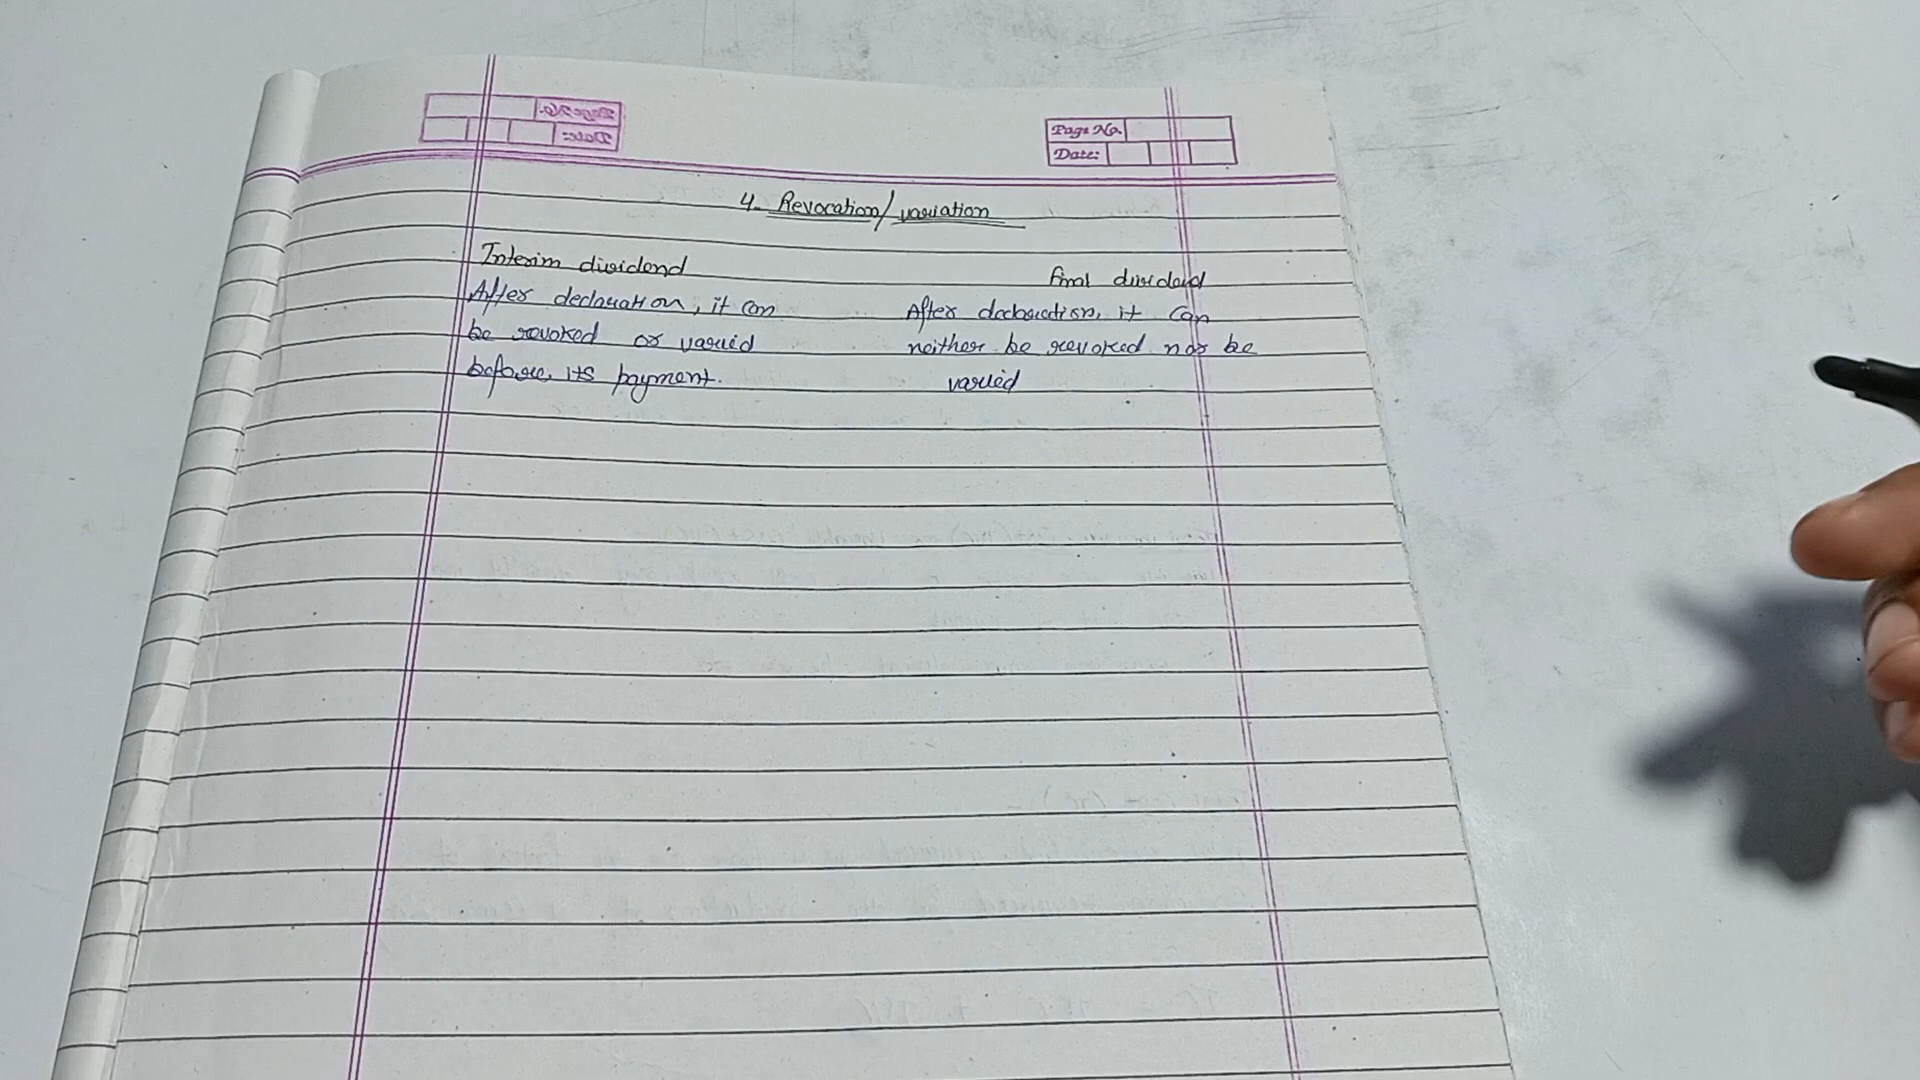 Page No.
Date:
4. Revocation/variation
Interim dividend
After declaration, it can
be revoked or varied
before its payment.
final dividend
After declaration, it can
neither be revoked nor be
varied